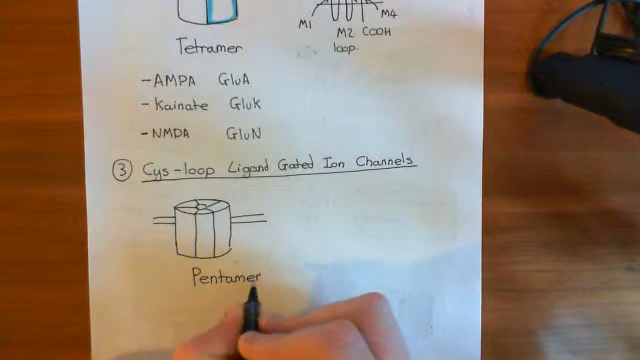 M1
M4
M2
COOH
loop.
Tetramer
-AMPA GluA
-Kainate GluK
-NMDA GluN
3 Cys-loop Ligand Gated Ion Channels
Pentamer